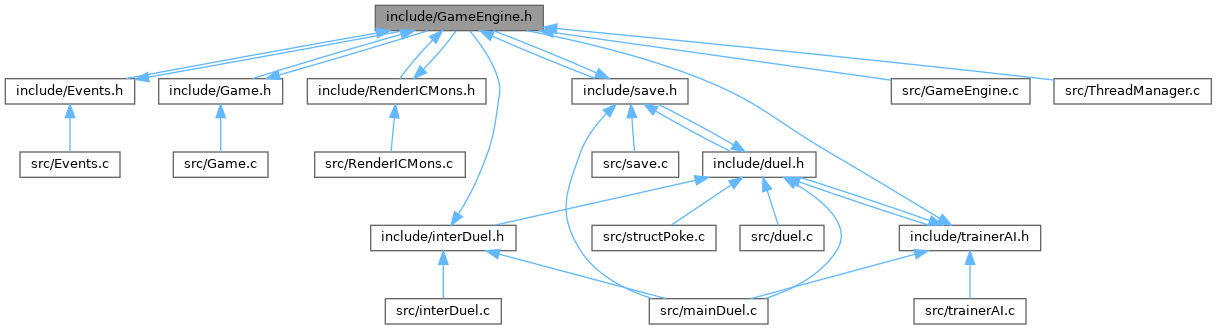 include/GameEngine.h
include/Events.h
include/Game.h
include/RenderICMons.h
include/save.h
src/GameEngine.c
src/ThreadManager.c
src/Events.c
src/Game.c
src/RenderICMons.c
src/save.c
include/duel.h
include/interDuel.h
src/structPoke.c
src/duel.c
include/trainerAI.h
src/interDuel.c
src/mainDuel.c
src/trainerAI.c